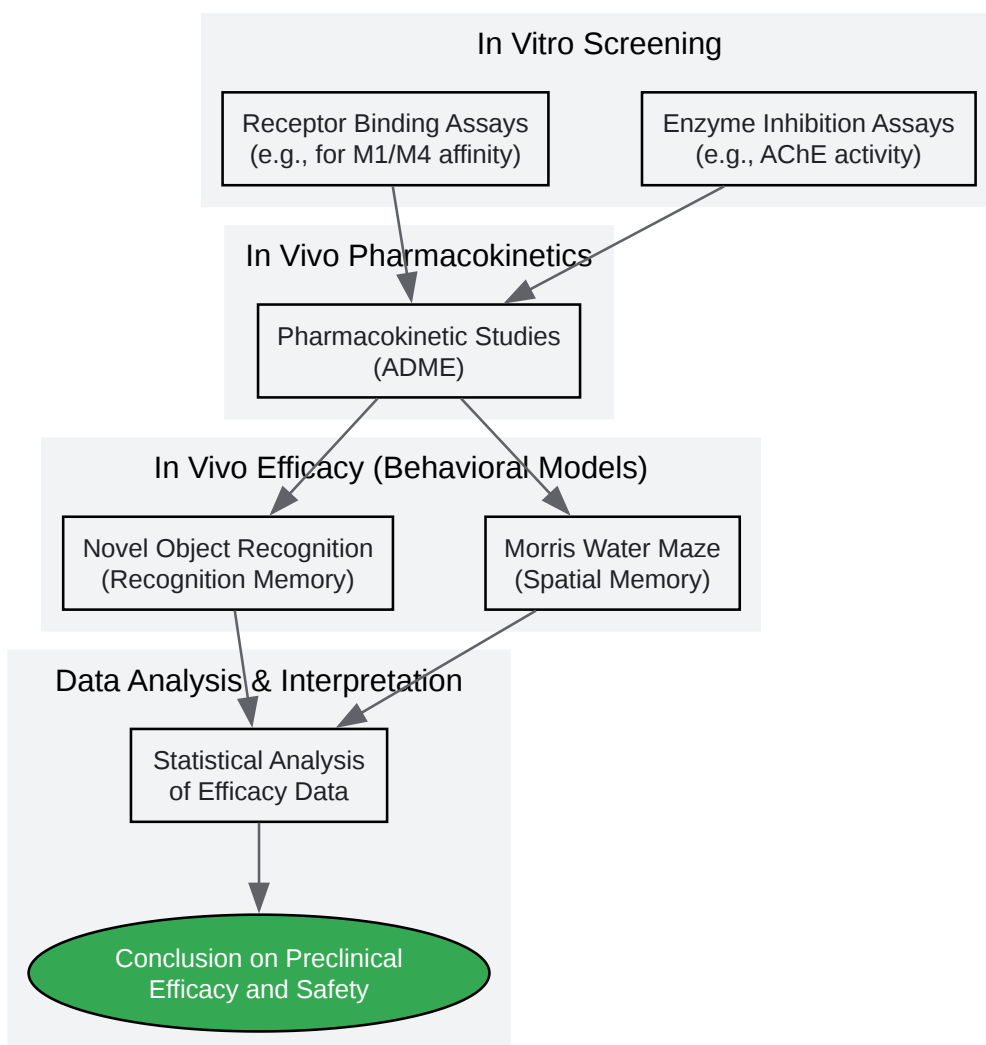 In Vitro Screening
Receptor Binding Assays
(e.g., for M1/M4 affinity)
Enzyme Inhibition Assays
(e.g., AChE activity)
In Vivo Pharmacokinetics
Pharmacokinetic Studies
(ADME)
In Vivo Efficacy (Behavioral Models)
Novel Object Recognition
(Recognition Memory)
Morris Water Maze
(Spatial Memory)
Data Analysis & Interpretation
Statistical Analysis
of Efficacy Data
Conclusion on Preclinical
Efficacy and Safety